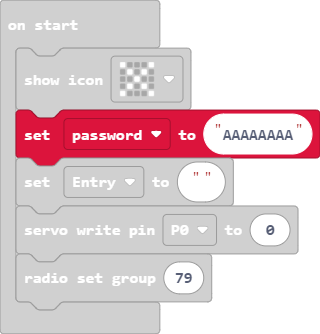 on start
show icon
set password to "AAAAAAAA"
set Entry to " "
servo write pin P0 to 0
radio set group 79